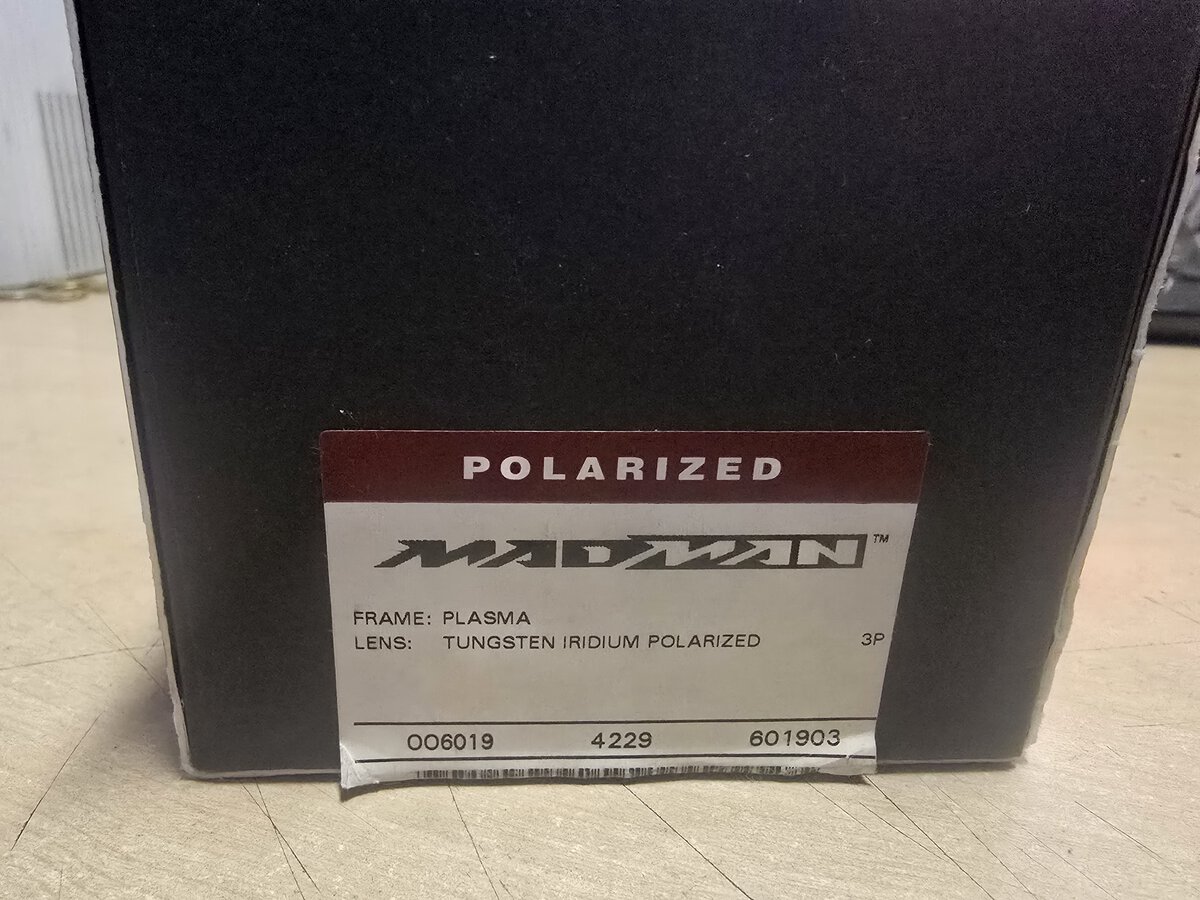 POLARIZED
MADMAN™
FRAME: PLASMA
LENS: TUNGSTEN IRIDIUM POLARIZED 3P
006019 4229 601903